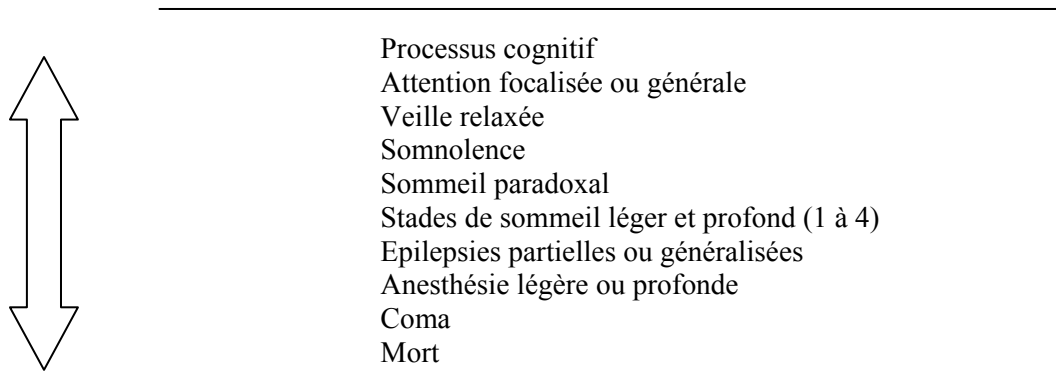 Processus cognitif
Attention focalisée ou générale
Veille relaxée
Somnolence
Sommeil paradoxal
Stades de sommeil léger et profond (1 à 4)
Epilepsies partielles ou généralisées
Anesthésie légère ou profonde
Coma
Mort